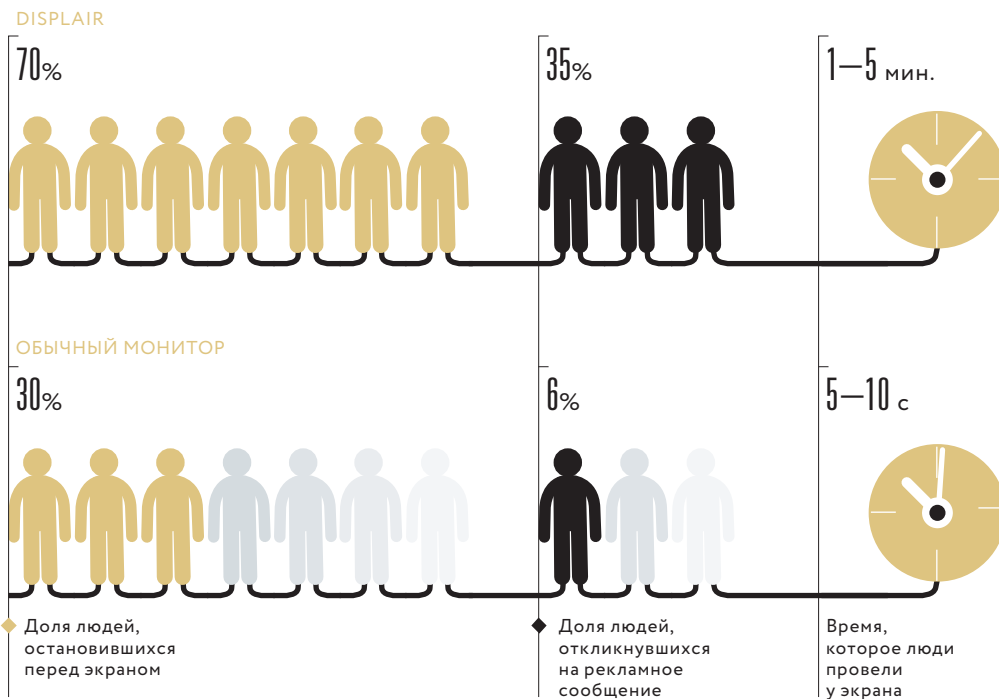 DISPLAIR
70%
35%
1—5 мин.
ОБЫЧНЫЙ МОНИТОР
30%
6%
5—10 с
Доля людей,
остановившихся
перед экраном
Доля людей,
откликнувшихся
на рекламное
сообщение
Время,
которое люди
провели
у экрана